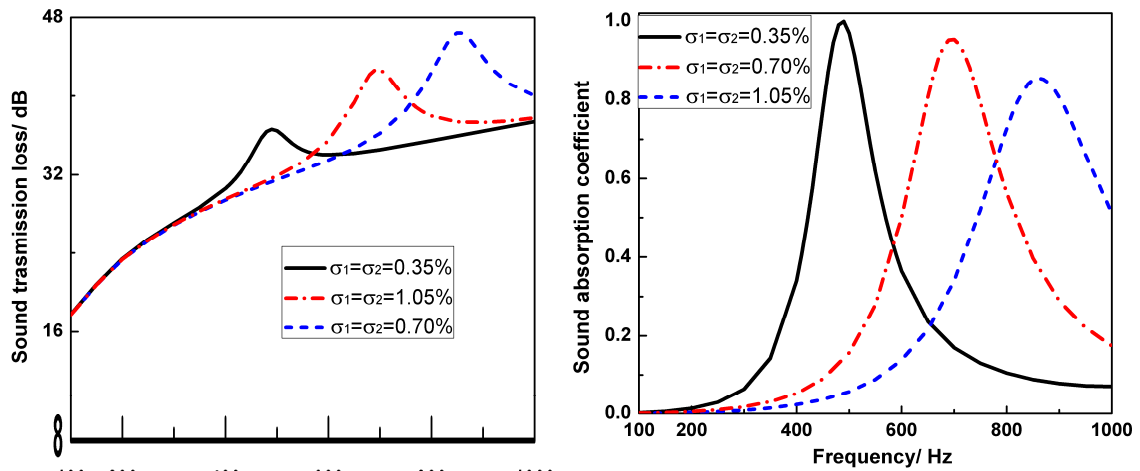 48
32
16
0
0
Sound trasmission loss/ dB
σ1=σ2=0.35%
σ1=σ2=1.05%
σ1=σ2=0.70%
1.0
0.8
0.6
0.4
0.2
0.0
Sound absorption coefficient
σ1=σ2=0.35%
σ1=σ2=0.70%
σ1=σ2=1.05%
100 200 400 600 800 1000
Frequency/ Hz